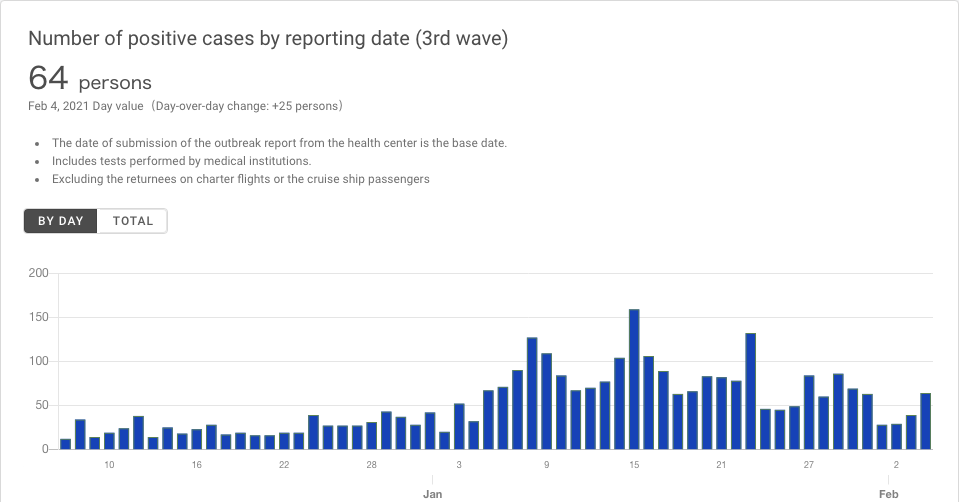 Number of positive cases by reporting date (3rd wave)
64 persons
Feb 4, 2021 Day value（Day-over-day change: +25 persons）
• The date of submission of the outbreak report from the health center is the base date.
• Includes tests performed by medical institutions.
• Excluding the returnees on charter flights or the cruise ship passengers
BY DAY TOTAL
200
150
100
50
0
10 16 22 28 3 9 15 21 27 2
Jan Feb